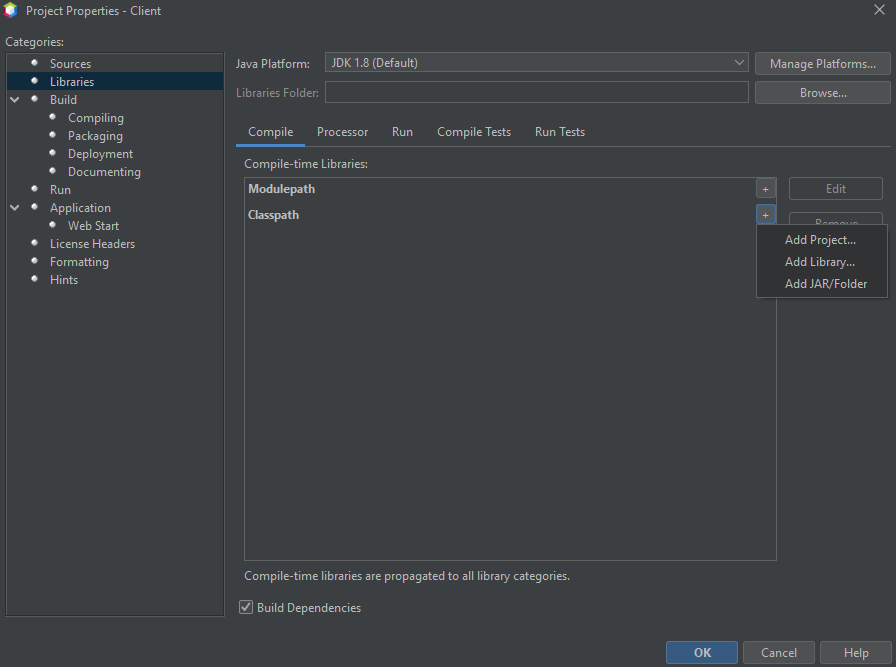 Project Properties - Client
Categories:
Sources
Libraries
Build
Compiling
Packaging
Deployment
Documenting
Run
Application
Web Start
License Headers
Formatting
Hints
Java Platform: JDK 1.8 (Default) Manage Platforms...
Libraries Folder: Browse...
Compile Processor Run Compile Tests Run Tests
Compile-time Libraries:
Modulepath + Edit
Classpath + Remove
Add Project...
Add Library...
Add JAR/Folder
Compile-time libraries are propagated to all library categories.
Build Dependencies
OK Cancel Help